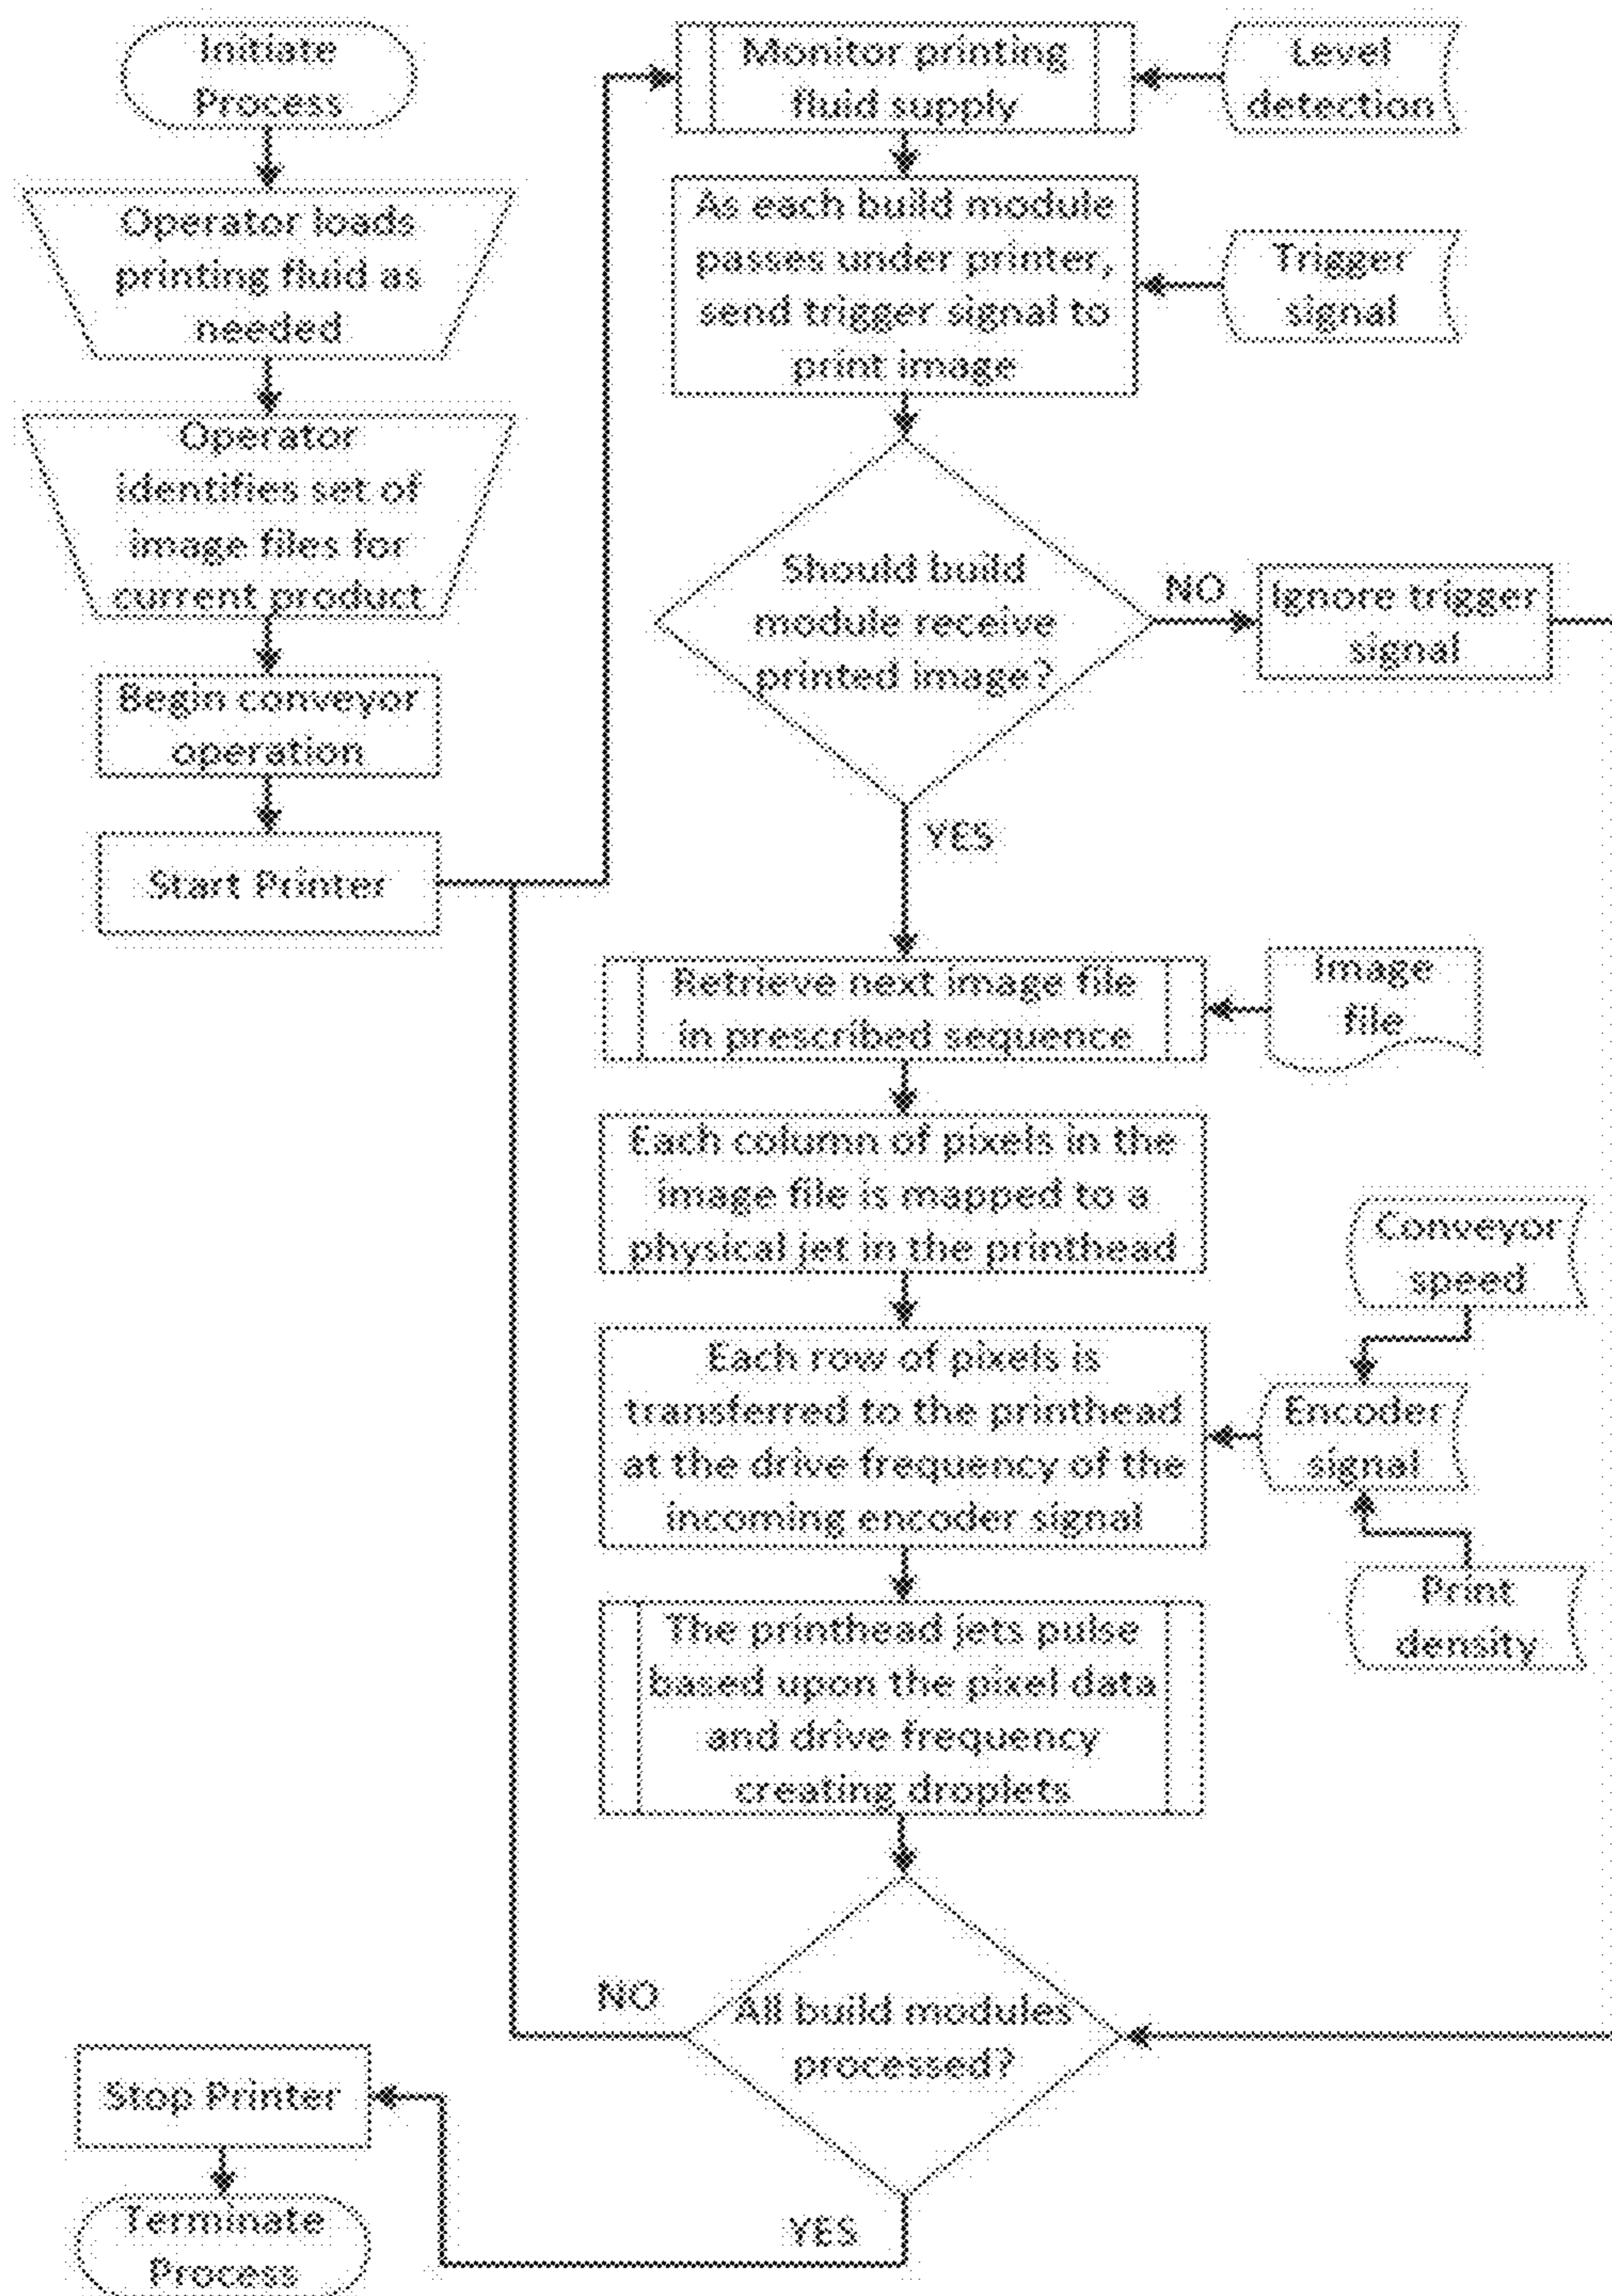 Initiate
Process
Operator loads
printing fluid as
needed
Operator
identifies set of
image files for
current product
Begin conveyor
operation
Start Printer
Monitor printing
fluid supply
Level
detection
As each build module
passes under printer,
send trigger signal to
print image
Trigger
signal
Should build
module receive
printed image?
NO
Ignore trigger
signal
YES
Retrieve next image file
in prescribed sequence
Image
file
Each column of pixels in the
image file is mapped to a
physical jet in the printhead
Conveyor
speed
Each row of pixels is
transferred to the printhead
at the drive frequency of the
incoming encoder signal
Encoder
signal
Print
density
The printhead jets pulse
based upon the pixel data
and drive frequency
creating droplets
All build modules
processed?
NO
YES
Stop Printer
Terminate
Process